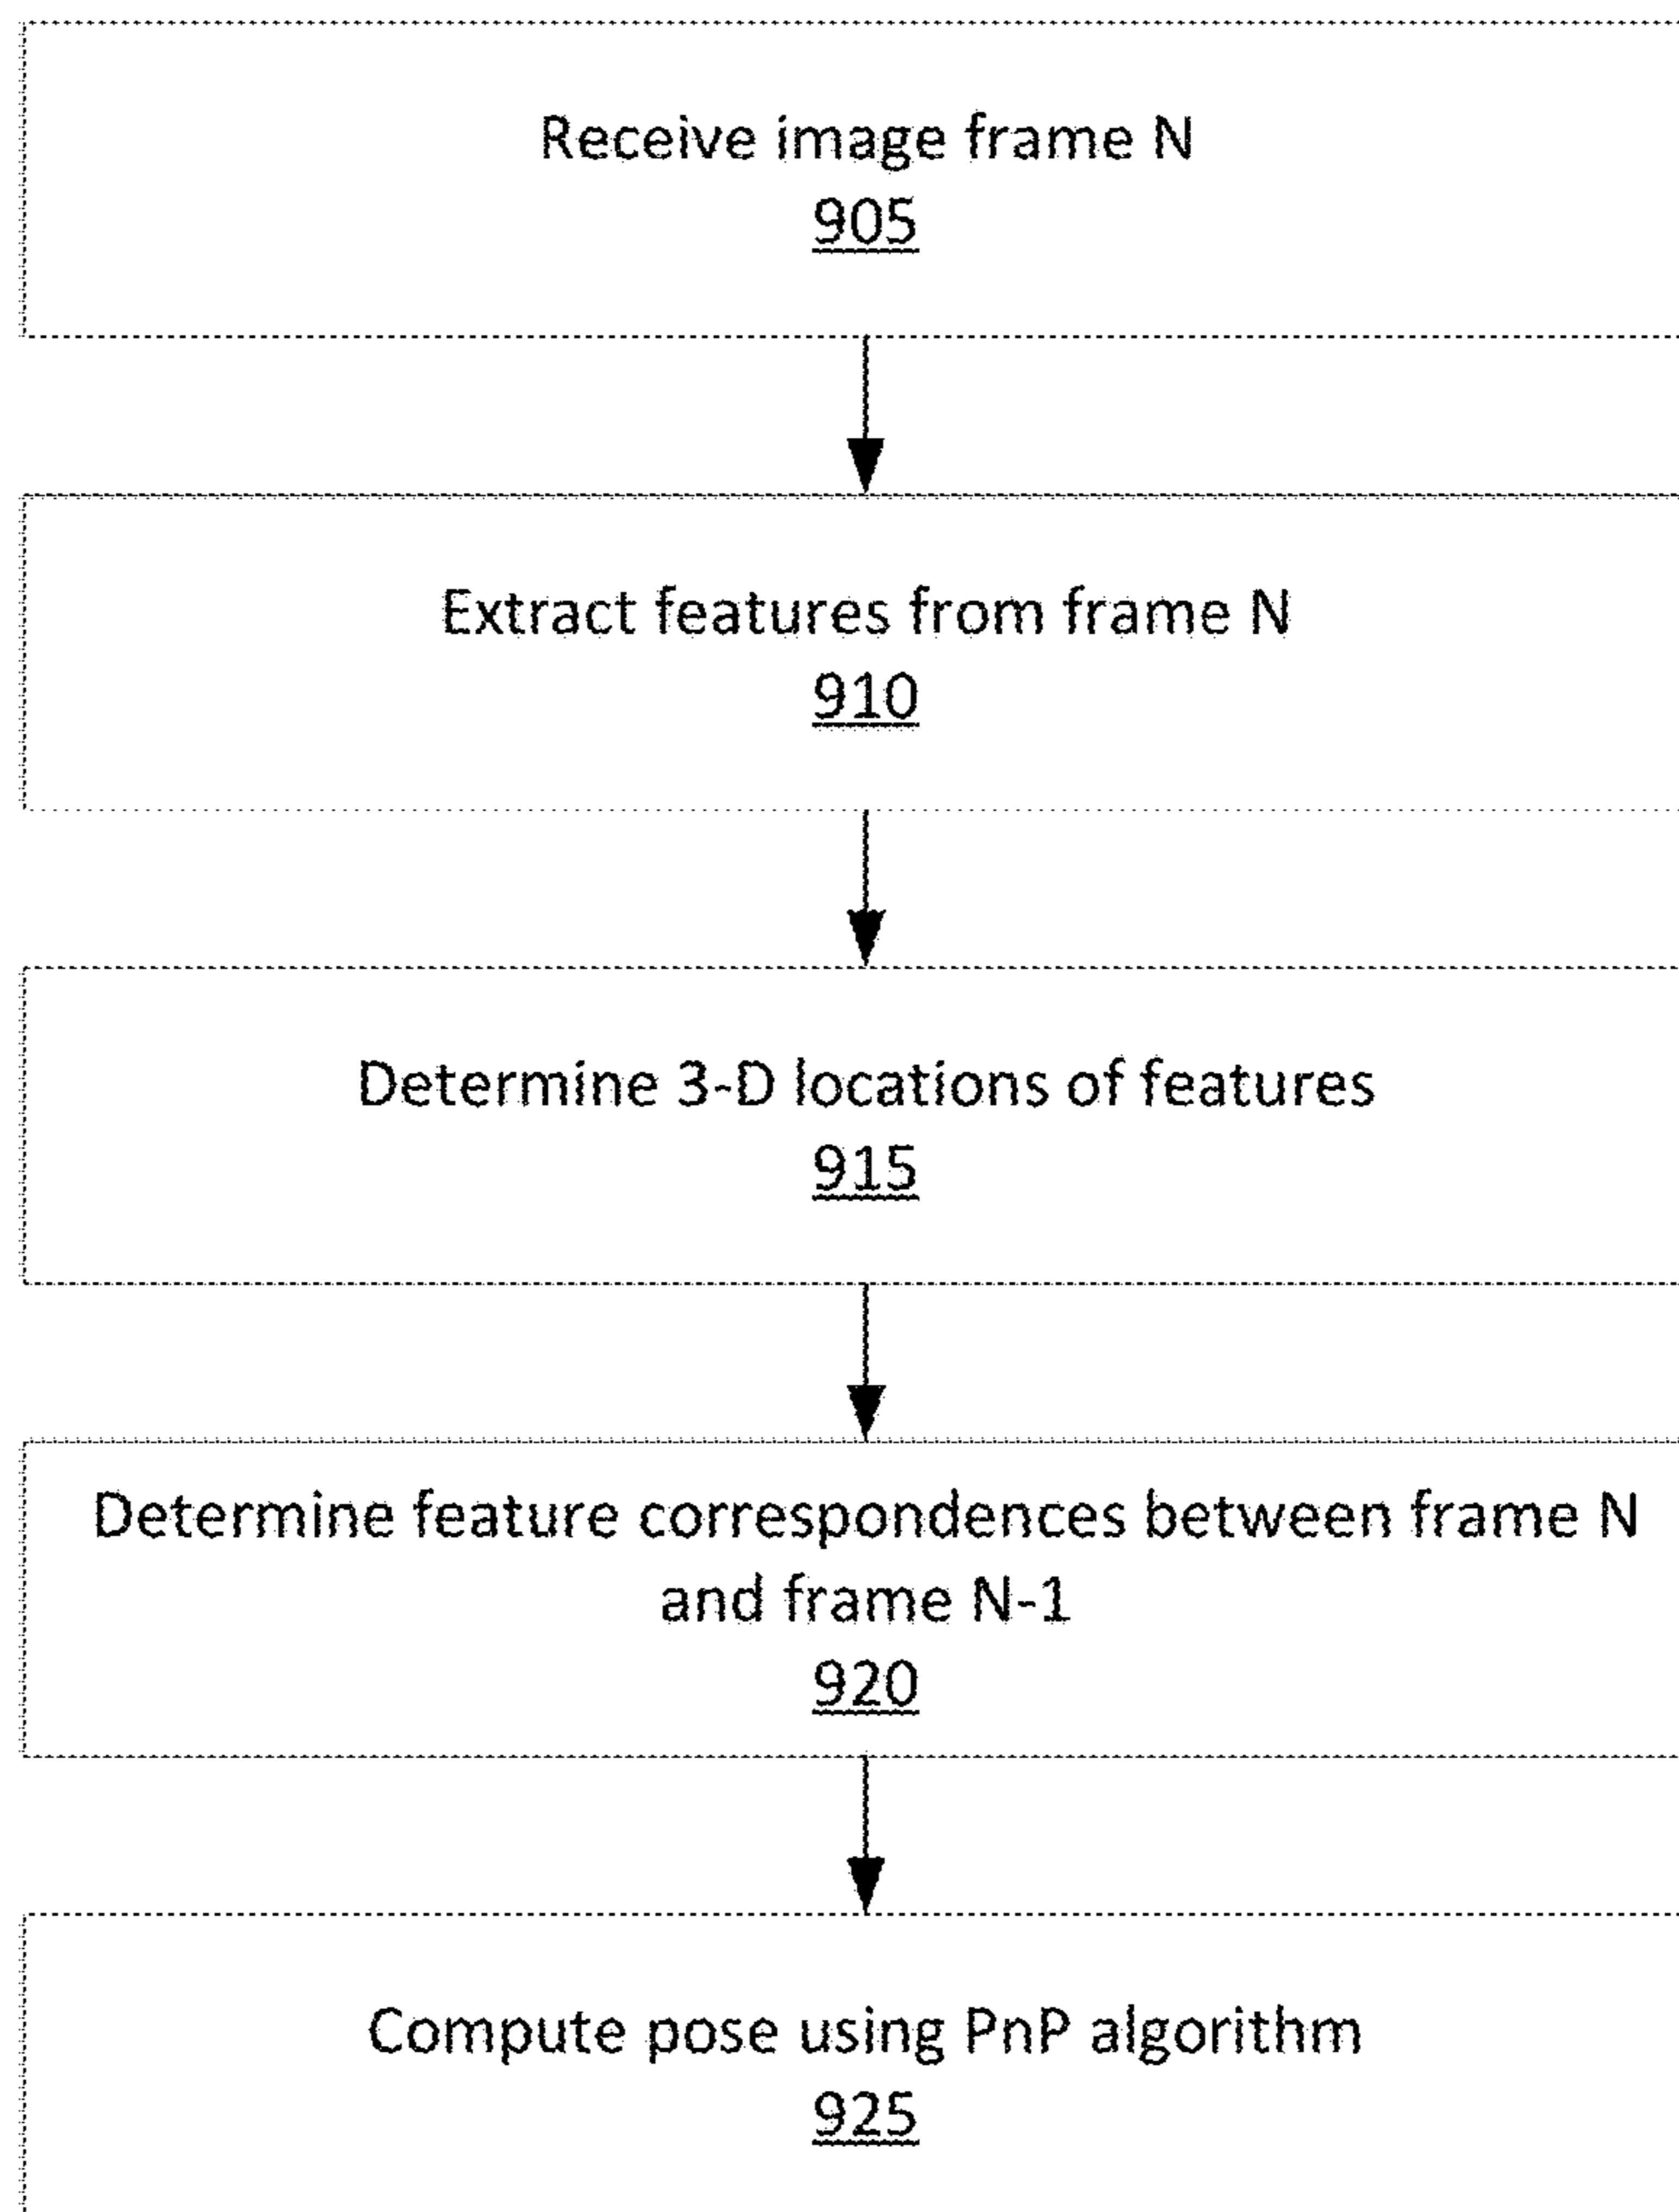 Receive image frame N
905
Extract features from frame N
910
Determine 3-D locations of features
915
Determine feature correspondences between frame N
and frame N-1
920
Compute pose using PnP algorithm
925